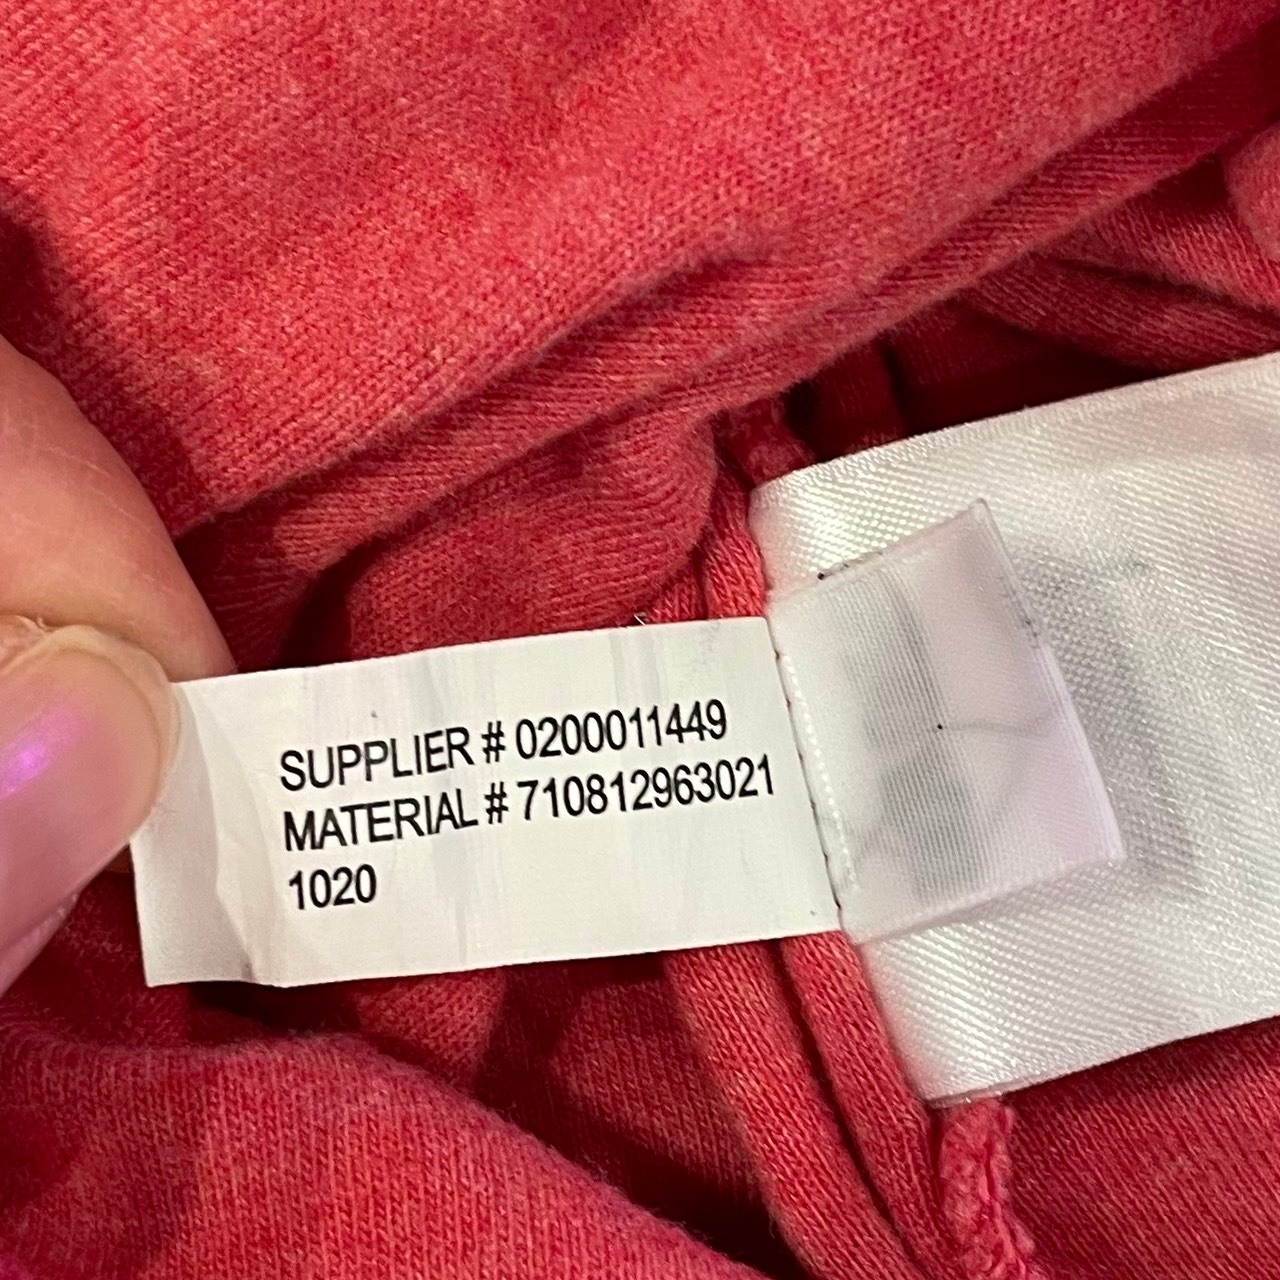 SUPPLIER # 0200011449
MATERIAL # 710812963021
1020